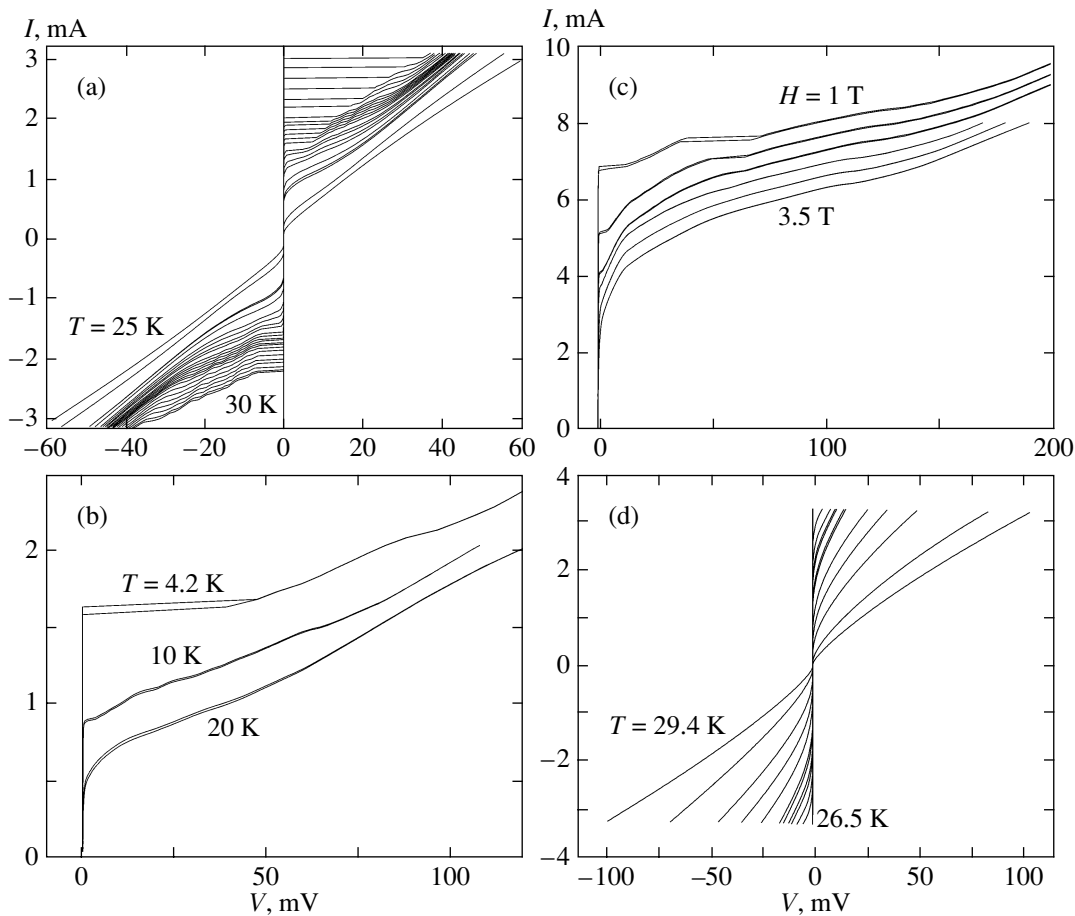 I, mA
3
(a)
2
1
0
−1
T = 25 K
−2
30 K
−3
−60 −40 −20 0 20 40 60
I, mA
10
(c)
H = 1 T
8
6
3.5 T
4
2
0
0 100 200
(b)
2
T = 4.2 K
10 K
1
20 K
0
0 50 100
V, mV
4
(d)
2
0
T = 29.4 K
−2
26.5 K
−4
−100 −50 0 50 100
V, mV